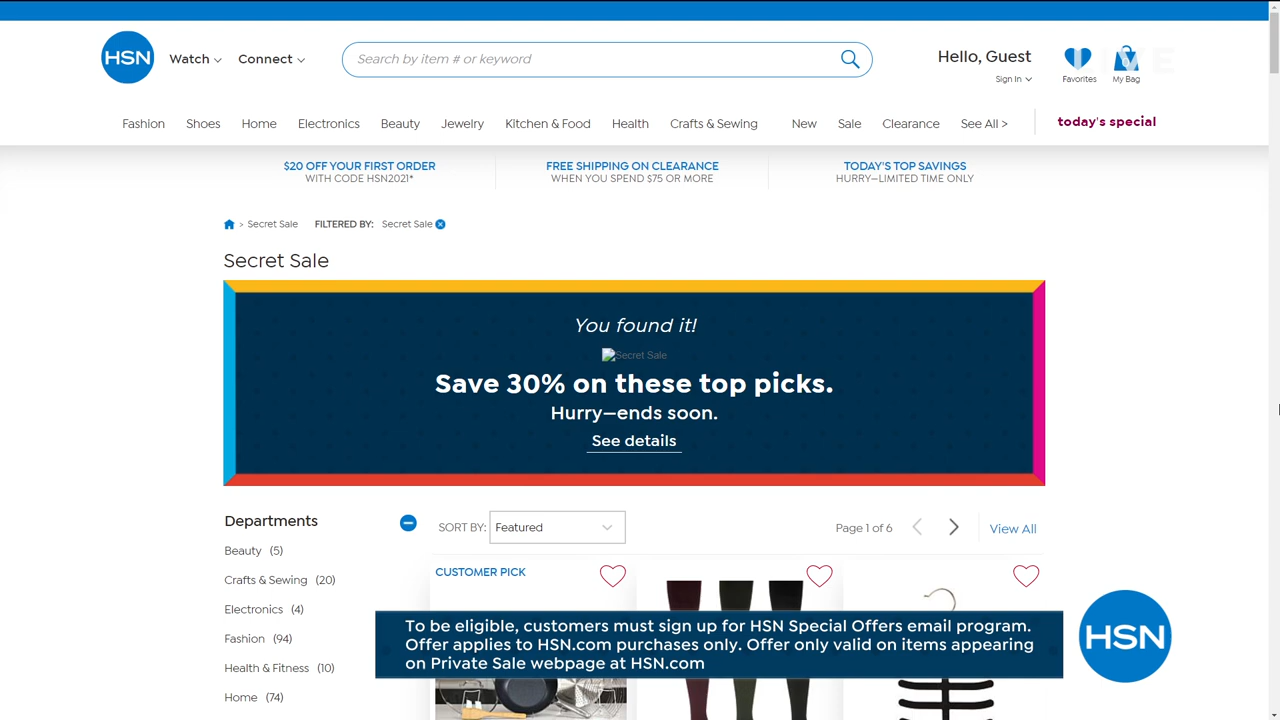 HSN
Watch
Connect
Search by item # or keyword
Hello, Guest
Sign In
Favorites
My Bag
Fashion
Shoes
Home
Electronics
Beauty
Jewelry
Kitchen & Food
Health
Crafts & Sewing
New
Sale
Clearance
See All >
today's special
$20 OFF YOUR FIRST ORDER
WITH CODE HSN2021*
FREE SHIPPING ON CLEARANCE
WHEN YOU SPEND $75 OR MORE
TODAY'S TOP SAVINGS
HURRY—LIMITED TIME ONLY
> Secret Sale FILTERED BY: Secret Sale
Secret Sale
You found it!
Secret Sale
Save 30% on these top picks.
Hurry—ends soon.
See details
Departments
Beauty (5)
Crafts & Sewing (20)
Electronics (4)
Fashion (94)
Health & Fitness (10)
Home (74)
SORT BY: Featured
Page 1 of 6
View All
CUSTOMER PICK
To be eligible, customers must sign up for HSN Special Offers email program.
Offer applies to HSN.com purchases only. Offer only valid on items appearing
on Private Sale webpage at HSN.com
HSN